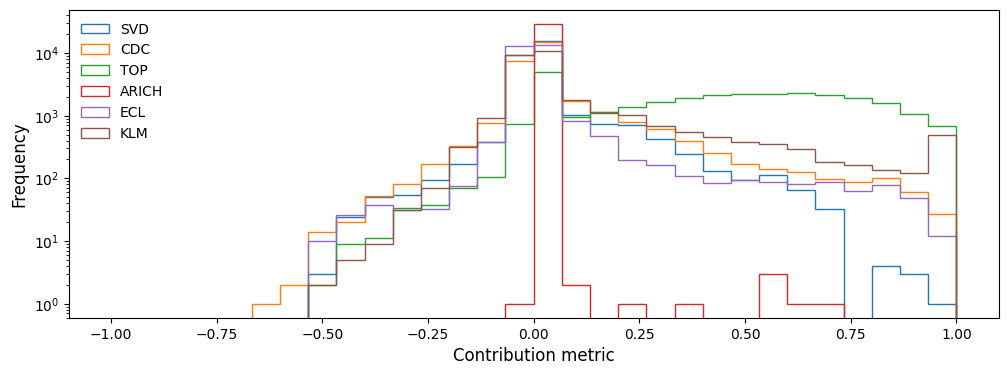 SVD
CDC
TOP
ARICH
ECL
KLM
Frequency
10⁴
10³
10²
10¹
10⁰
−1.00 −0.75 −0.50 −0.25 0.00 0.25 0.50 0.75 1.00
Contribution metric